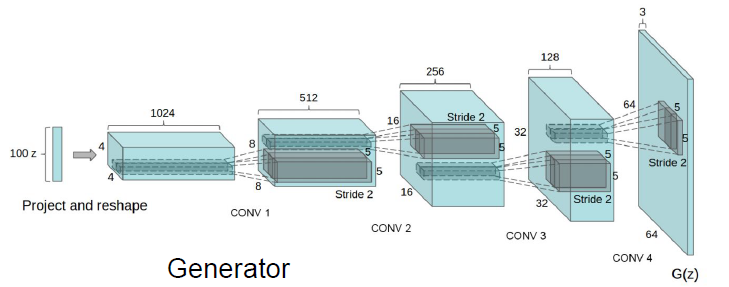 100 z
Project and reshape
1024
4
4
CONV 1
512
8
8
5
5
Stride 2
CONV 2
256
16
16
Stride 2
5
5
5
5
CONV 3
128
32
32
5
5
Stride 2
CONV 4
3
64
64
5
5
Stride 2
G(z)
Generator